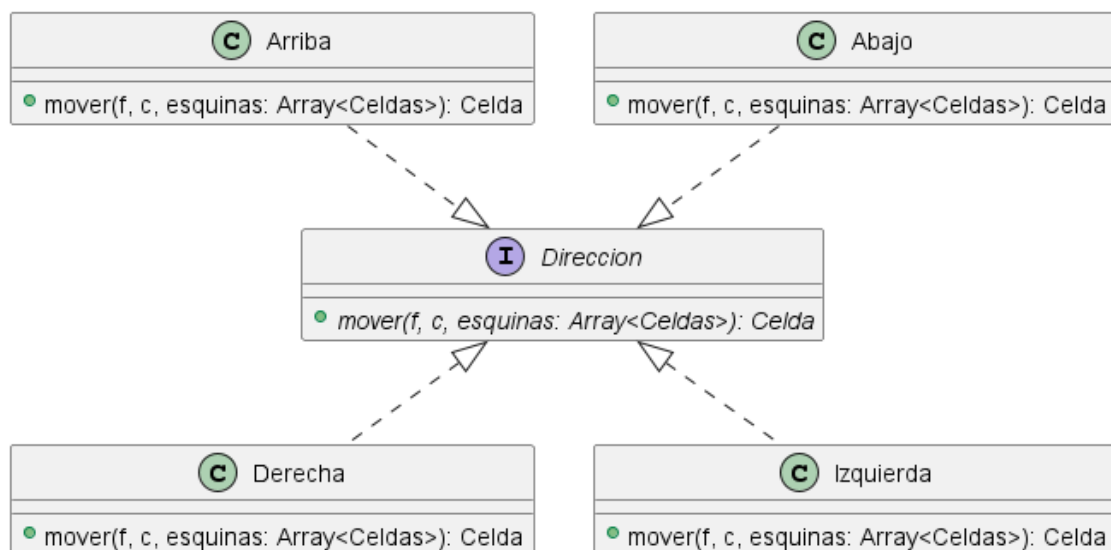 C Arriba
C Abajo
mover(f, c, esquinas: Array<Celdas>): Celda
mover(f, c, esquinas: Array<Celdas>): Celda
I Direccion
mover(f, c, esquinas: Array<Celdas>): Celda
C Derecha
C Izquierda
mover(f, c, esquinas: Array<Celdas>): Celda
mover(f, c, esquinas: Array<Celdas>): Celda